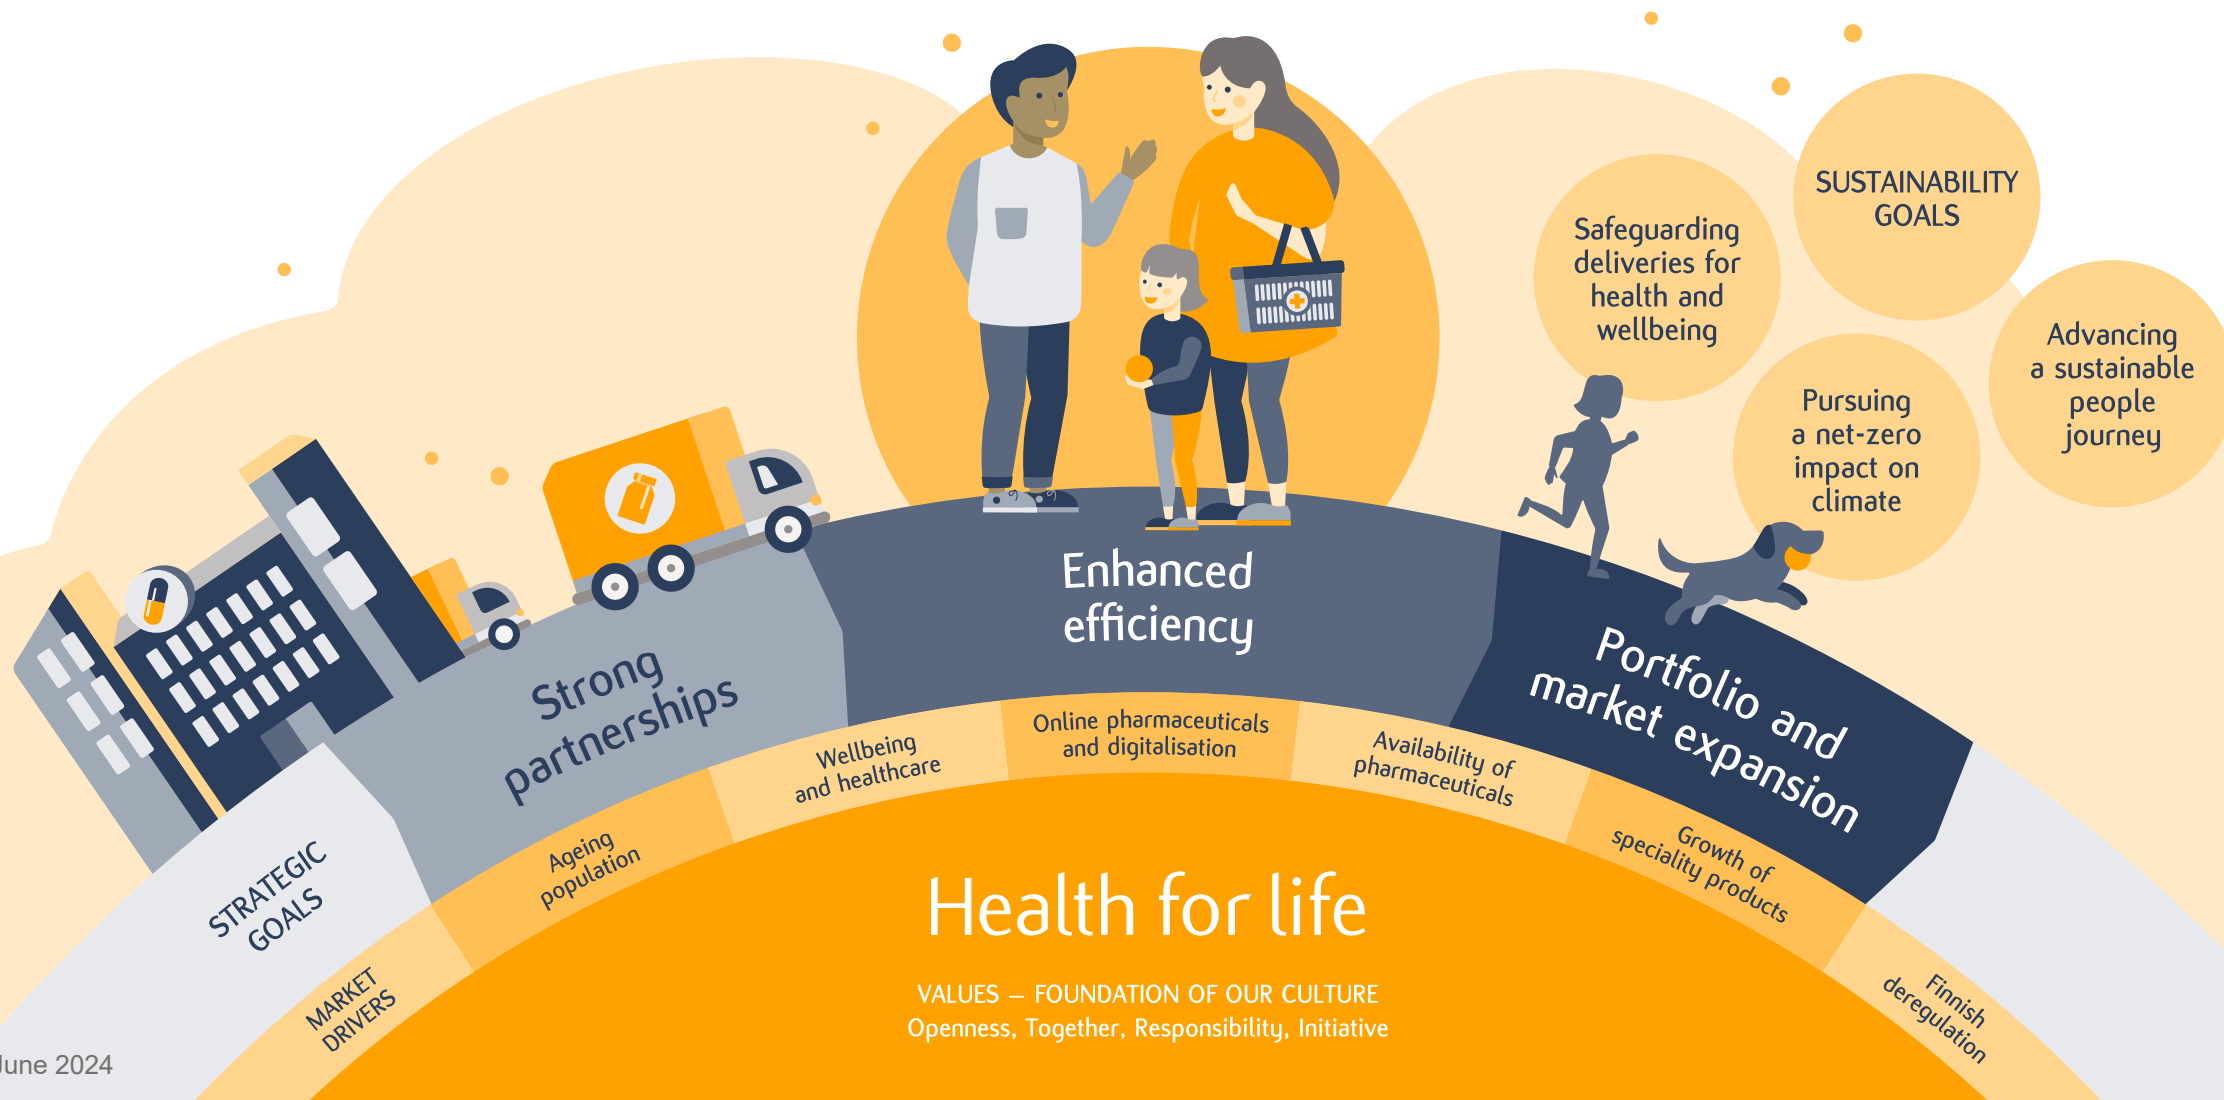 SUSTAINABILITY
GOALS
Safeguarding
deliveries for
health and
wellbeing
Advancing
a sustainable
people
journey
Pursuing
a net-zero
impact on
climate
STRATEGIC
GOALS
Strong
partnerships
Enhanced
efficiency
Portfolio and
market expansion
MARKET
DRIVERS
Ageing
population
Wellbeing
and healthcare
Online pharmaceuticals
and digitalisation
Availability of
pharmaceuticals
Growth of
speciality products
Finnish
deregulation
Health for life
VALUES – FOUNDATION OF OUR CULTURE
Openness, Together, Responsibility, Initiative
June 2024